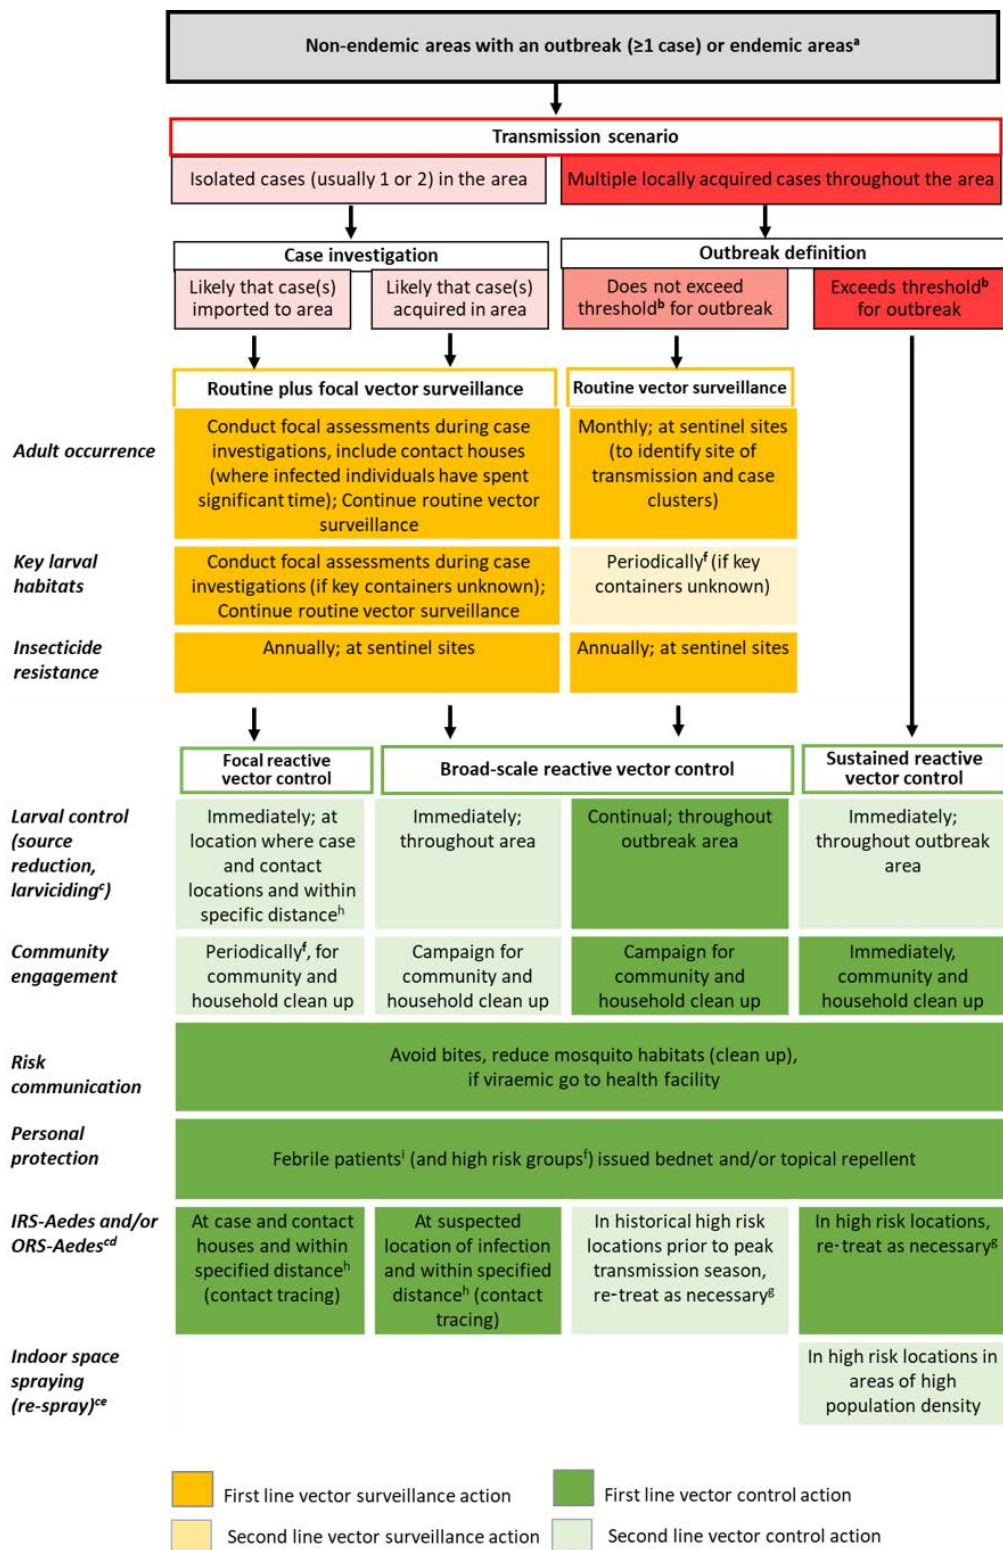 Non-endemic areas with an outbreak (≥1 case) or endemic areasᵃ
Transmission scenario
Isolated cases (usually 1 or 2) in the area
Multiple locally acquired cases throughout the area
Case investigation
Outbreak definition
Likely that case(s)
imported to area
Likely that case(s)
acquired in area
Does not exceed
thresholdᵇ for outbreak
Exceeds thresholdᵇ
for outbreak
Routine plus focal vector surveillance
Routine vector surveillance
Adult occurrence
Conduct focal assessments during case
investigations, include contact houses
(where infected individuals have spent
significant time); Continue routine vector
surveillance
Monthly; at sentinel sites
(to identify site of
transmission and case
clusters)
Key larval
habitats
Conduct focal assessments during case
investigations (if key containers unknown);
Continue routine vector surveillance
Periodicallyᶠ (if key
containers unknown)
Insecticide
resistance
Annually; at sentinel sites
Annually; at sentinel sites
Focal reactive
vector control
Broad-scale reactive vector control
Sustained reactive
vector control
Larval control
(source
reduction,
larvicidingᶜ)
Immediately; at
location where case
and contact
locations and within
specific distanceʰ
Immediately;
throughout area
Continual; throughout
outbreak area
Immediately;
throughout outbreak
area
Community
engagement
Periodicallyᶠ, for
community and
household clean up
Campaign for
community and
household clean up
Campaign for
community and
household clean up
Immediately,
community and
household clean up
Risk
communication
Avoid bites, reduce mosquito habitats (clean up),
if viraemic go to health facility
Personal
protection
Febrile patientsⁱ (and high risk groupsᶠ) issued bednet and/or topical repellent
IRS-Aedes and/or
ORS-Aedesᶜᵈ
At case and contact
houses and within
specified distanceʰ
(contact tracing)
At suspected
location of infection
and within specified
distanceʰ (contact
tracing)
In historical high risk
locations prior to peak
transmission season,
re-treat as necessaryᵍ
In high risk locations,
re-treat as necessaryᵍ
Indoor space
spraying
(re-spray)ᶜᵉ
In high risk locations in
areas of high
population density
First line vector surveillance action
First line vector control action
Second line vector surveillance action
Second line vector control action